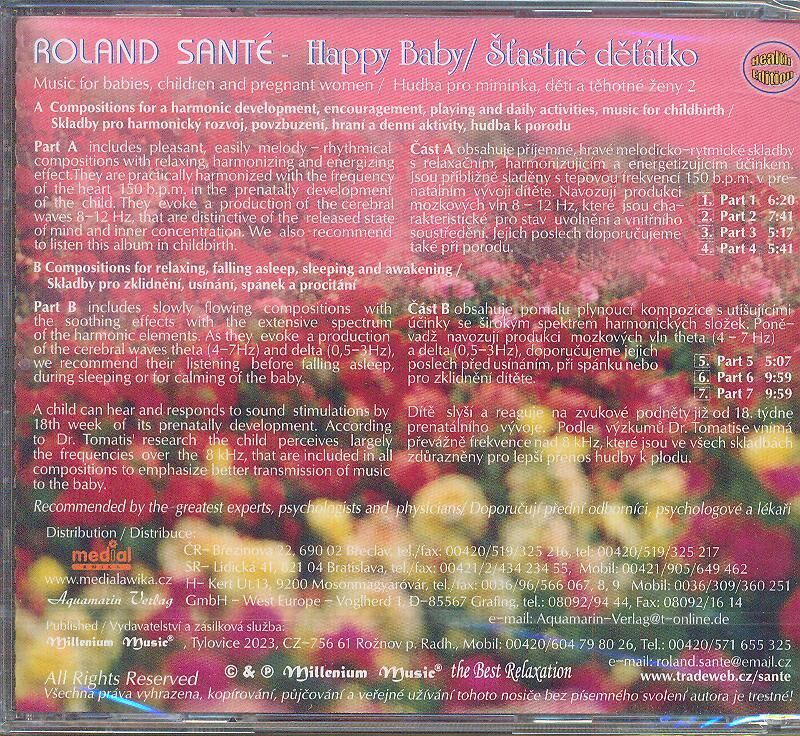 ROLAND SANTÉ - Happy Baby/ Šťastné děťátko
Health Edition
Music for babies, children and pregnant women / Hudba pro miminka, děti a těhotné ženy 2
A Compositions for a harmonic development, encouragement, playing and daily activities, music for childbirth /
Skladby pro harmonický rozvoj, povzbuzení, hraní a denní aktivity, hudba k porodu
Part A includes pleasant, easily melody - rhythmical
compositions with relaxing, harmonizing and energizing
effect.They are practically harmonized with the frequency
of the heart 150 b.p.m. in the prenatally development
of the child. They evoke a production of the cerebral
waves 8-12 Hz, that are distinctive of the released state
of mind and inner concentration. We also recommend
to listen this album in childbirth.
Část A obsahuje příjemné, hravé melodicko-rytmické skladby
s relaxačním, harmonizujícím a energetizujícím účinkem.
Jsou přibližně sladěny s tepovou frekvencí 150 b.p.m. v pre-
natálním vývoji dítěte. Navozují produkci
mozkových vln 8 - 12 Hz, které jsou cha-
rakteristické pro stav uvolnění a vnitřního
soustředění. Jejich poslech doporučujeme
také při porodu.
1. Part 1 6:20
2. Part 2 7:41
3. Part 3 5:17
4. Part 4 5:41
B Compositions for relaxing, falling asleep, sleeping and awakening /
Skladby pro zklidnění, usínání, spánek a procitání
Part B includes slowly flowing compositions with
the soothing effects with the extensive spectrum
of the harmonic elements. As they evoke a production
of the cerebral waves theta (4-7Hz) and delta (0,5-3Hz),
we recommend their listening before falling asleep,
during sleeping or for calming of the baby.
Část B obsahuje pomalu plynoucí kompozice s utišujícími
účinky se širokým spektrem harmonických složek. Poně-
vadž navozují produkci mozkových vln theta (4 - 7 Hz)
a delta (0,5-3Hz), doporučujeme jejich
poslech před usínáním, při spánku nebo
pro zklidnění dítěte.
5. Part 5 5:07
6. Part 6 9:59
7. Part 7 9:59
A child can hear and responds to sound stimulations by
18th week of its prenatally development. According
to Dr. Tomatis' research the child perceives largely
the frequencies over the 8 kHz, that are included in all
compositions to emphasize better transmission of music
to the baby.
Dítě slyší a reaguje na zvukové podněty již od 18. týdne
prenatálního vývoje. Podle výzkumů Dr. Tomatise vnímá
převážně frekvence nad 8 kHz, které jsou ve všech skladbách
zdůrazněny pro lepší přenos hudby k plodu.
Recommended by the greatest experts, psychologists and physicians/ Doporučují přední odborníci, psychologové a lékaři
Distribution / Distribuce:
medial
AWIKA
www.medialawika.cz
Aquamarin Verlag
ČR- Březinova 22, 690 02 Břeclav, tel./fax: 00420/519/325 216, tel: 00420/519/325 217
SR- Lidická 41, 821 04 Bratislava, tel/fax: 00421/2/434 234 55, Mobil: 00421/905/649 462
H- Kert Ut.13, 9200 Mosonmagyaróvár, tel/fax: 0036/96/566 067, 8, 9 Mobil: 0036/309/360 251
GmbH - West Europe - Voglherd 1, D-85567 Grafing, tel.: 08092/94 44, Fax: 08092/16 14
e-mail: Aquamarin-Verlag@t-online.de
Published / Vydavatelství a zásilková služba:
Millenium Music®, Tylovice 2023, CZ-756 61 Rožnov p. Radh., Mobil: 00420/604 79 80 26, Tel.: 00420/571 655 325
e-mail: roland.sante@email.cz
All Rights Reserved © & ℗ Millenium Music® the Best Relaxation www.tradeweb.cz/sante
Všechna práva vyhrazena, kopírování, půjčování a veřejné užívání tohoto nosiče bez písemného svolení autora je trestné!